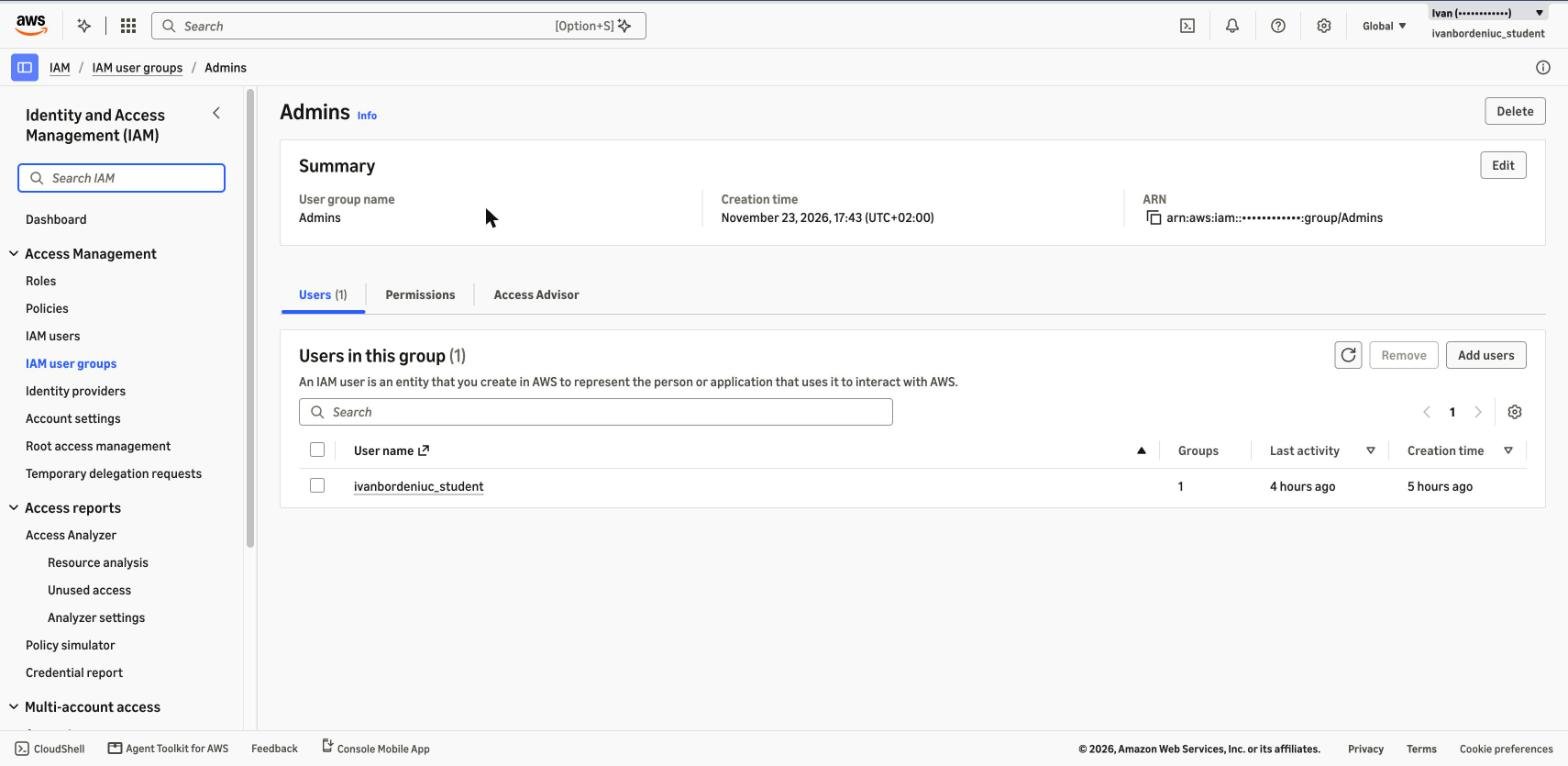 aws
Search [Option+S]
Global
Ivan (••••••••••••)
ivanbordeniuc_student
IAM / IAM user groups / Admins
Identity and Access
Management (IAM)
Search IAM
Dashboard
Access Management
Roles
Policies
IAM users
IAM user groups
Identity providers
Account settings
Root access management
Temporary delegation requests
Access reports
Access Analyzer
Resource analysis
Unused access
Analyzer settings
Policy simulator
Credential report
Multi-account access
Admins Info
Delete
Summary
Edit
User group name
Admins
Creation time
November 23, 2026, 17:43 (UTC+02:00)
ARN
arn:aws:iam::••••••••••••:group/Admins
Users (1) Permissions Access Advisor
Users in this group (1)
Remove Add users
An IAM user is an entity that you create in AWS to represent the person or application that uses it to interact with AWS.
Search
1
User name Groups Last activity Creation time
ivanbordeniuc_student 1 4 hours ago 5 hours ago
CloudShell Agent Toolkit for AWS Feedback Console Mobile App
© 2026, Amazon Web Services, Inc. or its affiliates. Privacy Terms Cookie preferences